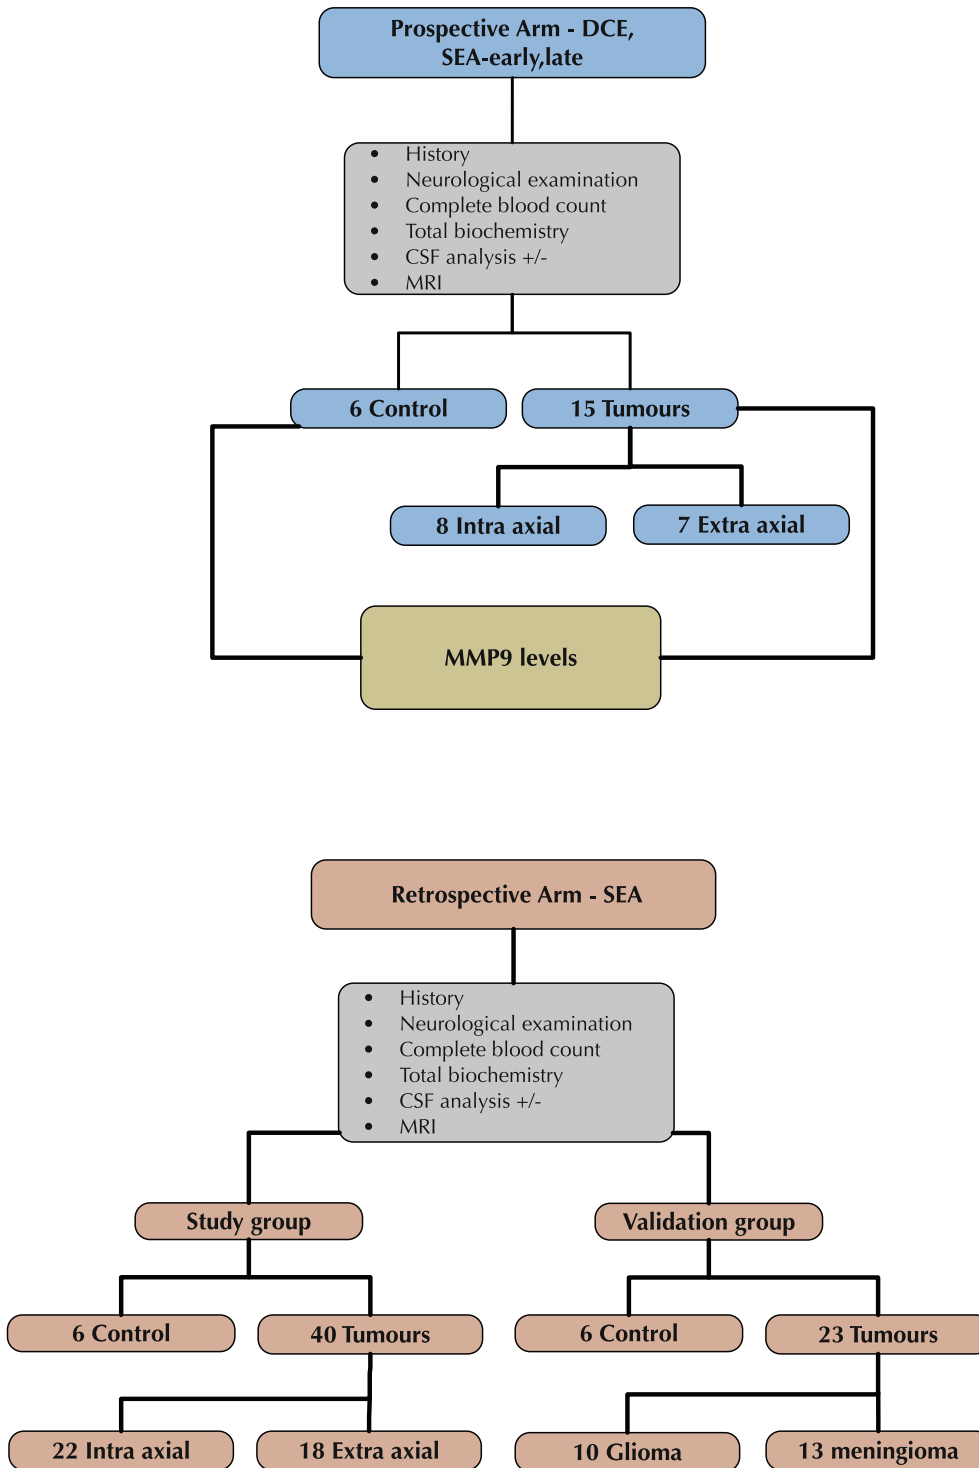 Prospective Arm - DCE,
SEA-early,late
• History
• Neurological examination
• Complete blood count
• Total biochemistry
• CSF analysis +/-
• MRI
6 Control
15 Tumours
8 Intra axial
7 Extra axial
MMP9 levels
Retrospective Arm - SEA
• History
• Neurological examination
• Complete blood count
• Total biochemistry
• CSF analysis +/-
• MRI
Study group
Validation group
6 Control
40 Tumours
6 Control
23 Tumours
22 Intra axial
18 Extra axial
10 Glioma
13 meningioma